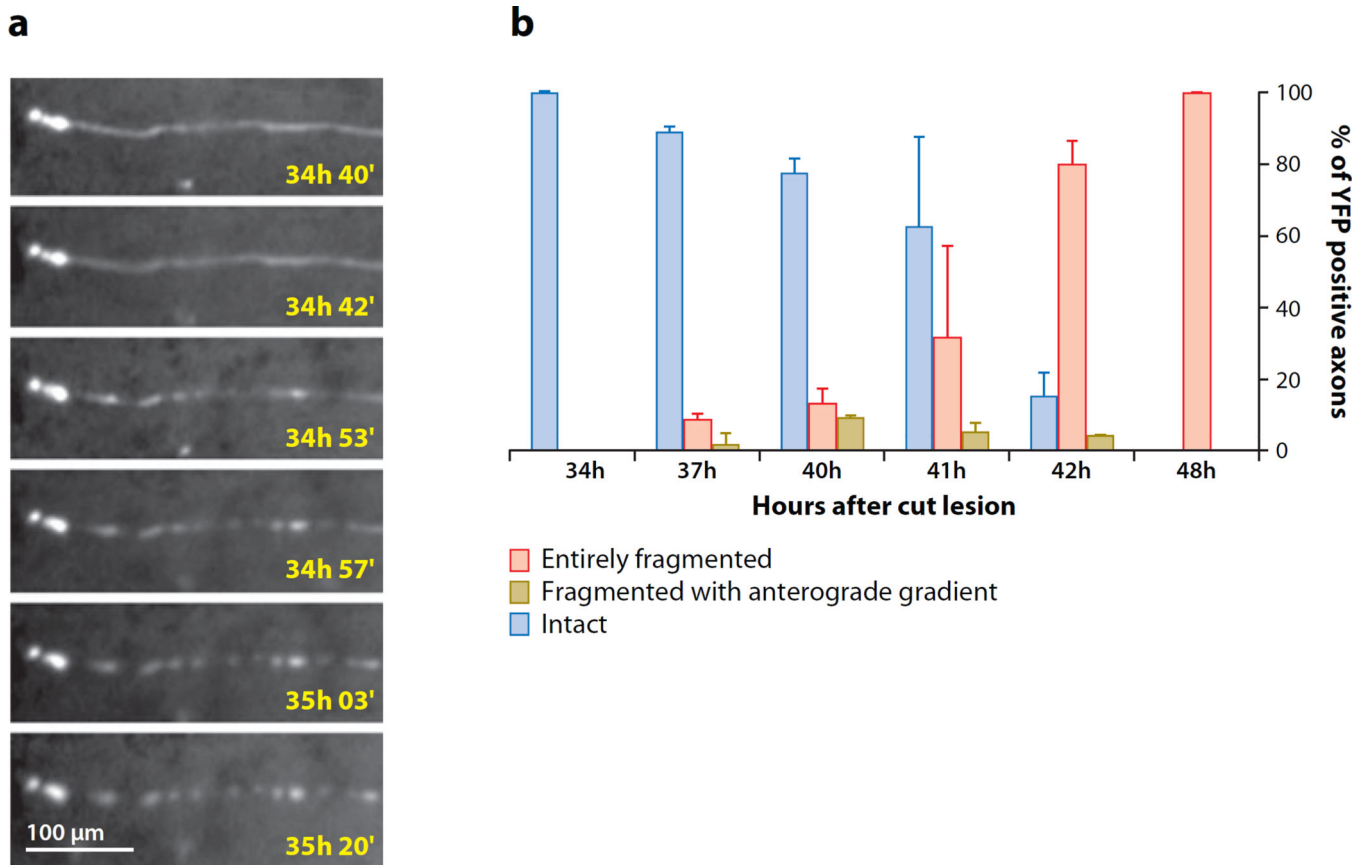 a
34h 40'
34h 42'
34h 53'
34h 57'
35h 03'
100 µm
35h 20'
b
100
80
60
40
20
0
% of YFP positive axons
34h 37h 40h 41h 42h 48h
Hours after cut lesion
Entirely fragmented
Fragmented with anterograde gradient
Intact